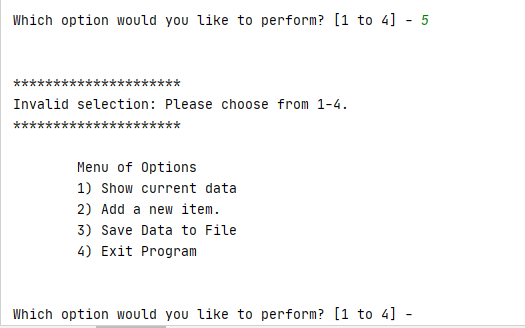 Which option would you like to perform? [1 to 4] - 5
*********************
Invalid selection: Please choose from 1-4.
*********************
Menu of Options
1) Show current data
2) Add a new item.
3) Save Data to File
4) Exit Program
Which option would you like to perform? [1 to 4] -